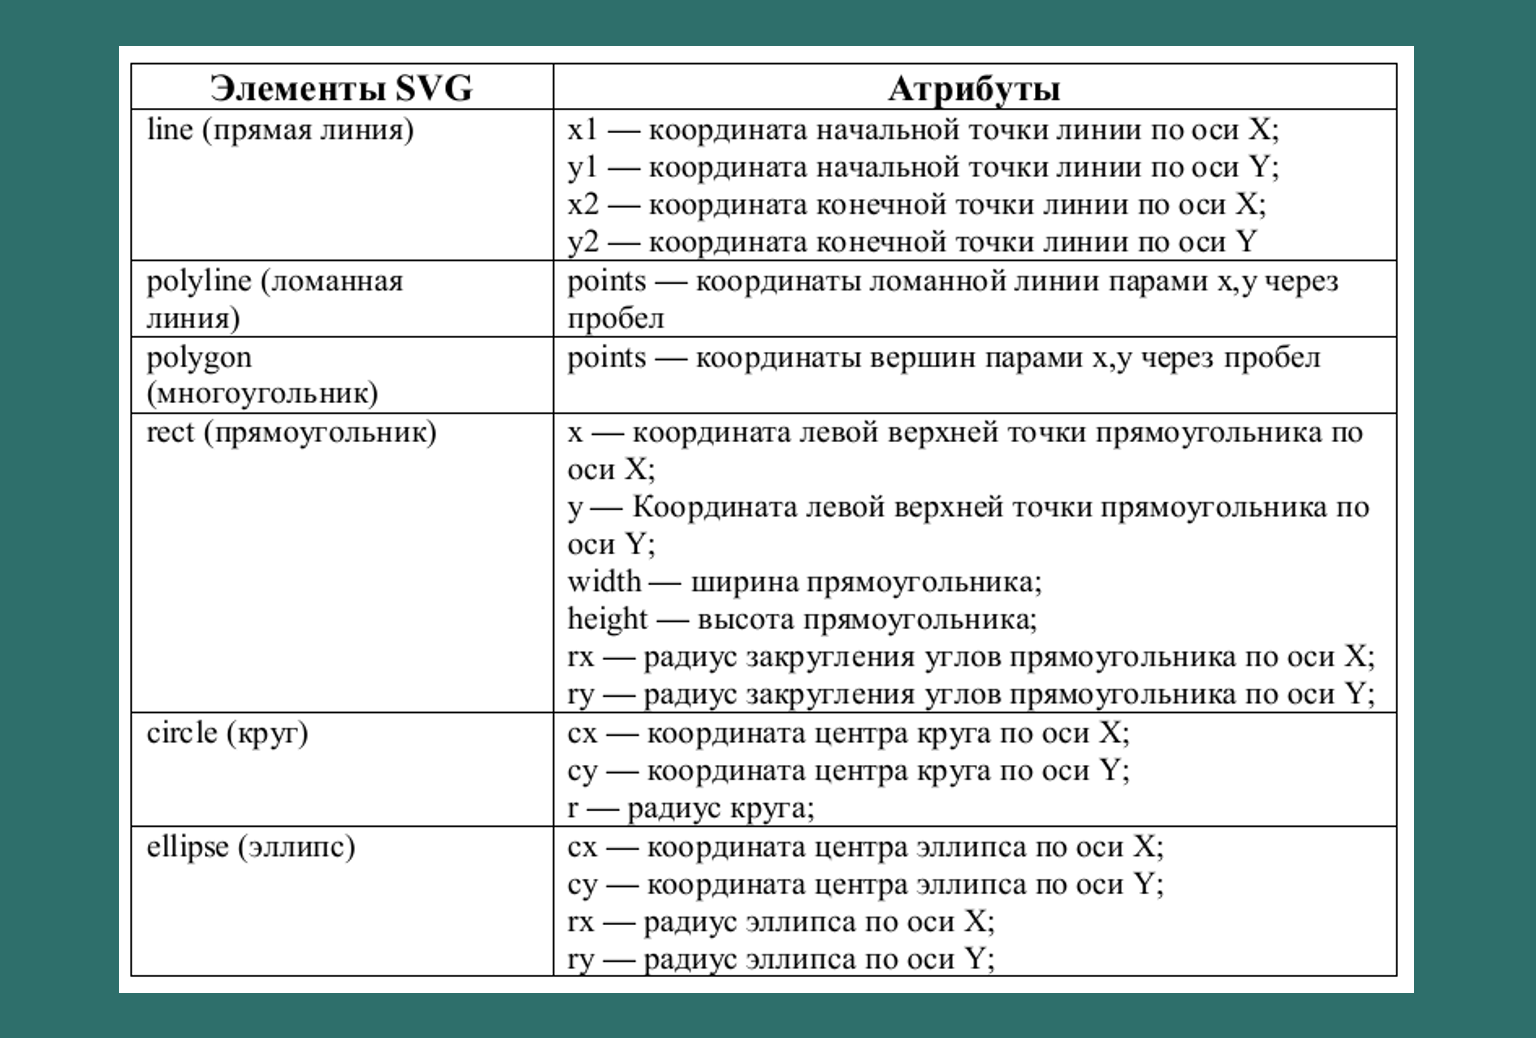 Элементы SVG
Атрибуты
line (прямая линия)
x1 — координата начальной точки линии по оси X;
y1 — координата начальной точки линии по оси Y;
x2 — координата конечной точки линии по оси X;
y2 — координата конечной точки линии по оси Y
polyline (ломанная
линия)
points — координаты ломанной линии парами x,y через
пробел
polygon
(многоугольник)
points — координаты вершин парами x,y через пробел
rect (прямоугольник)
x — координата левой верхней точки прямоугольника по
оси X;
y — Координата левой верхней точки прямоугольника по
оси Y;
width — ширина прямоугольника;
height — высота прямоугольника;
rx — радиус закругления углов прямоугольника по оси X;
ry — радиус закругления углов прямоугольника по оси Y;
circle (круг)
cx — координата центра круга по оси X;
cy — координата центра круга по оси Y;
r — радиус круга;
ellipse (эллипс)
cx — координата центра эллипса по оси X;
cy — координата центра эллипса по оси Y;
rx — радиус эллипса по оси X;
ry — радиус эллипса по оси Y;